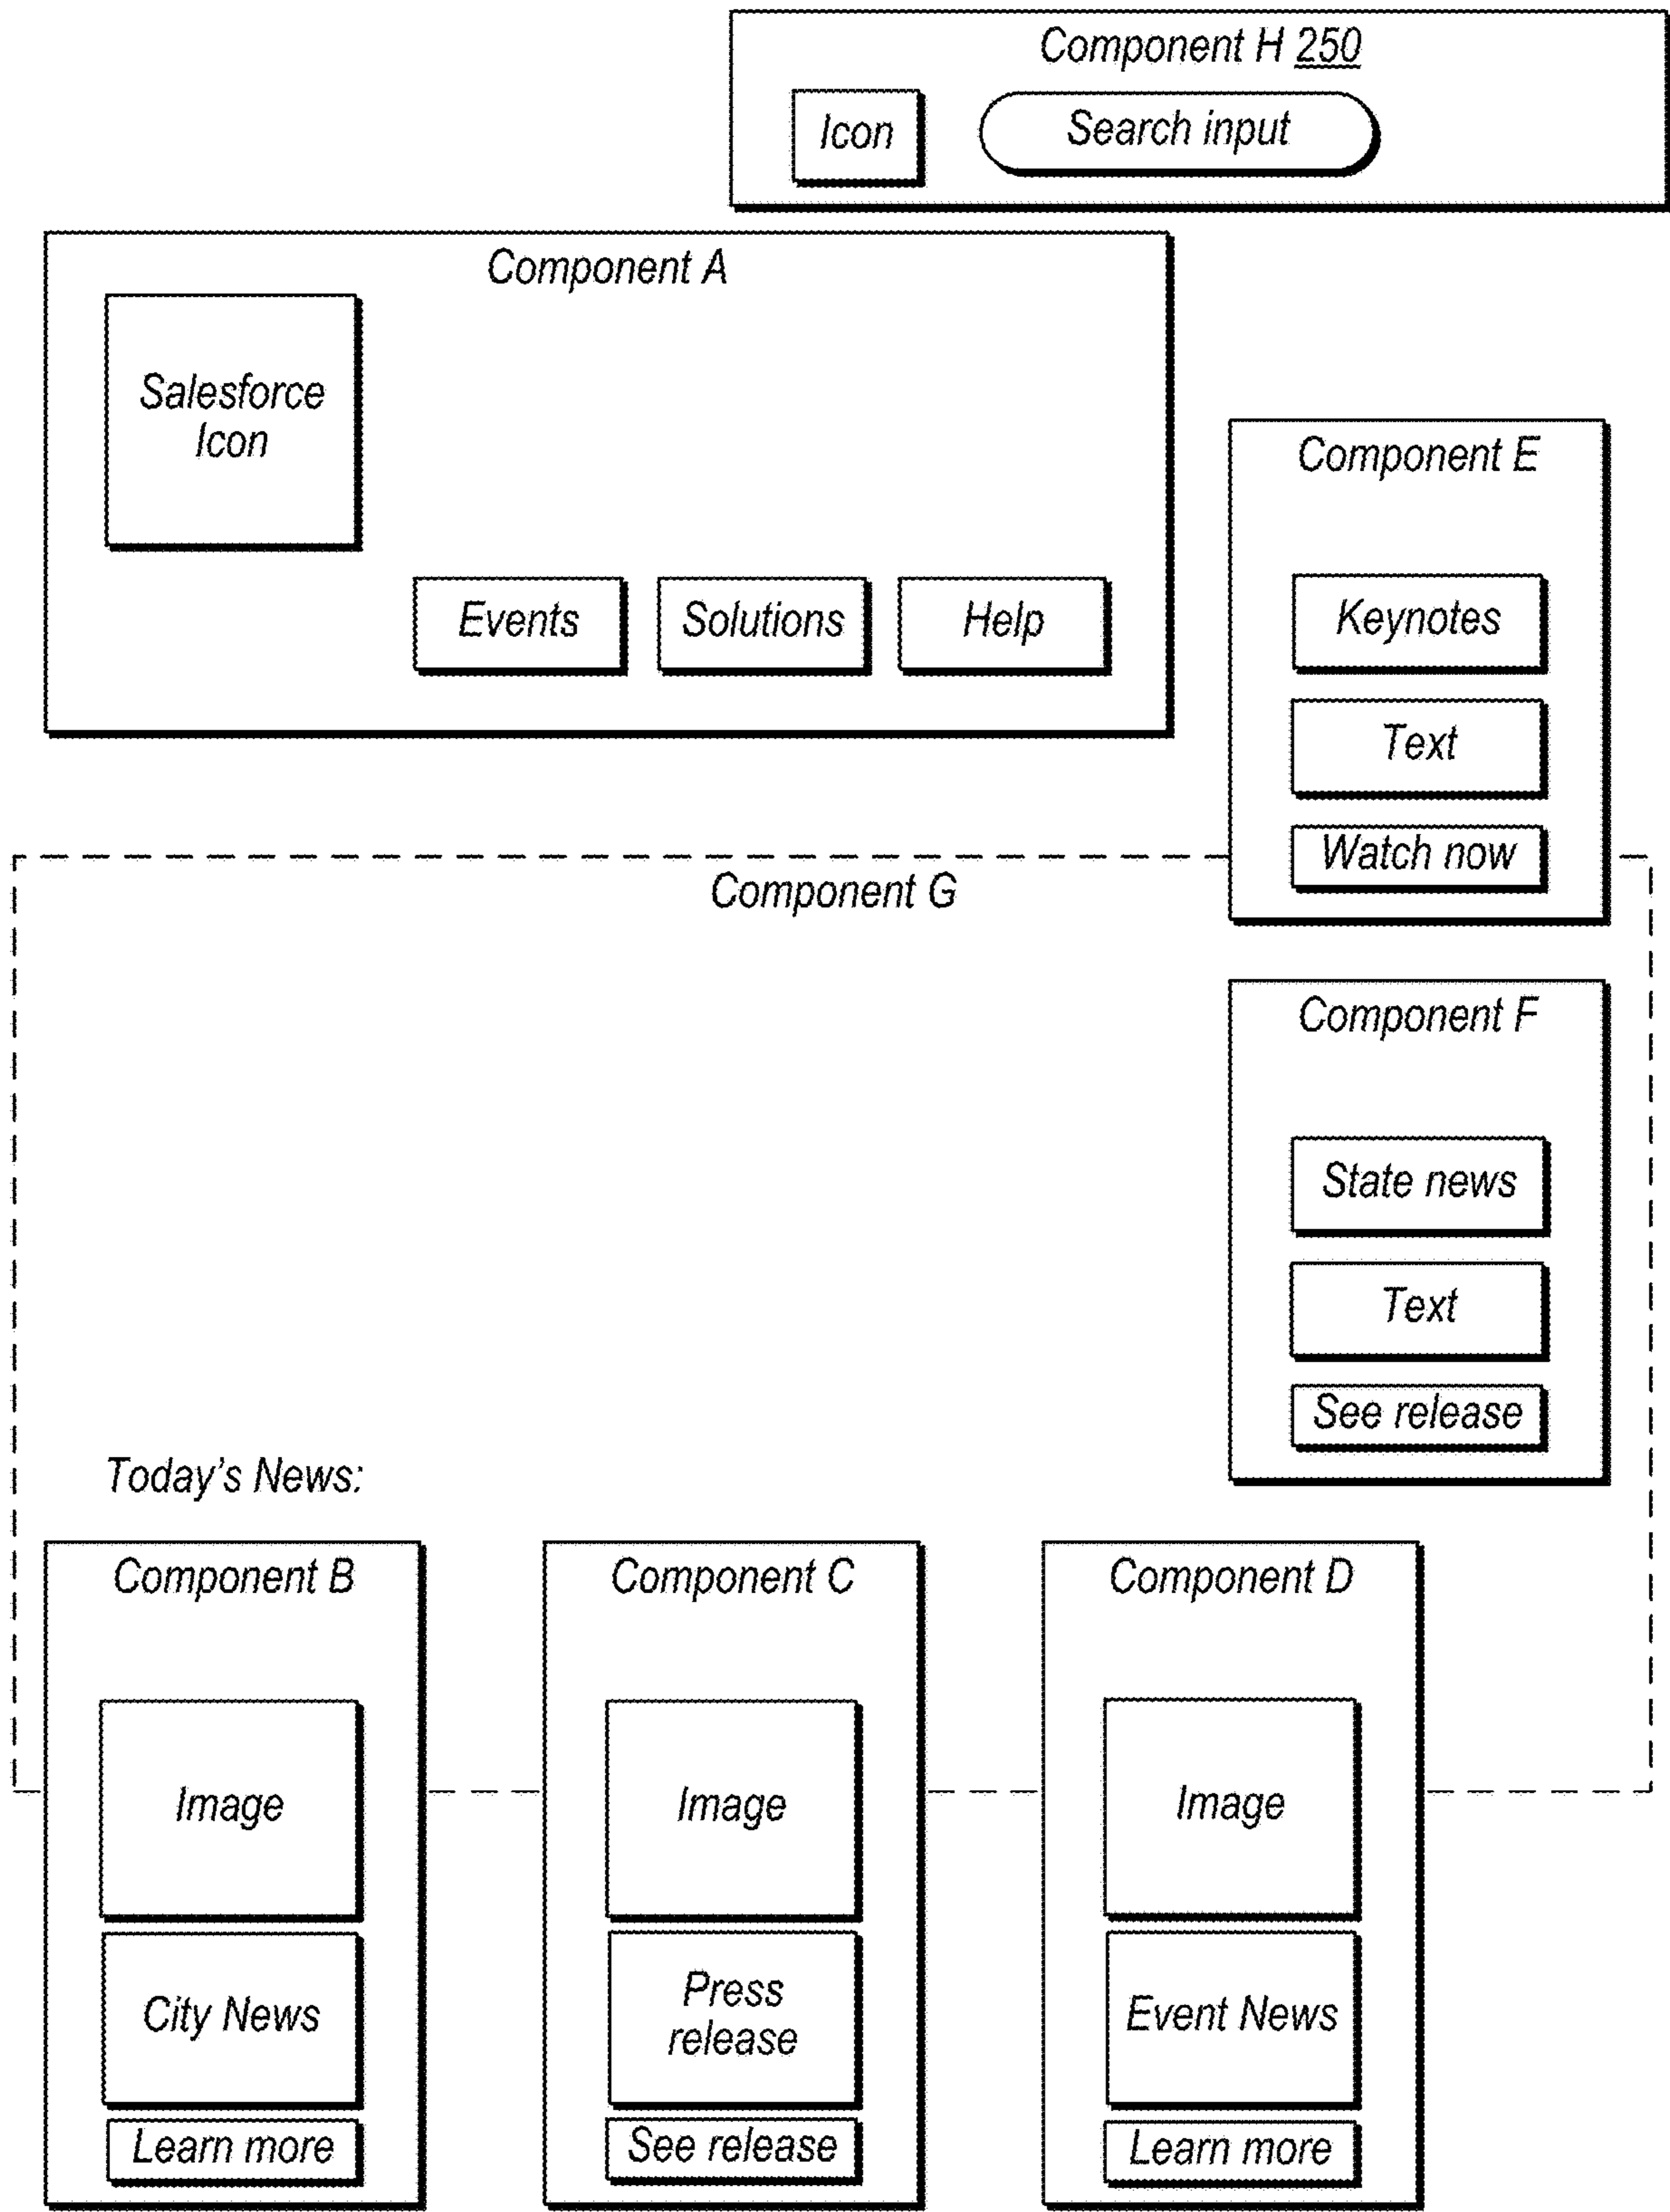 Component H 250
Icon
Search input
Component A
Salesforce
Icon
Events
Solutions
Help
Component E
Keynotes
Text
Watch now
Component G
Component F
State news
Text
See release
Today's News:
Component B
Image
City News
Learn more
Component C
Image
Press
release
See release
Component D
Image
Event News
Learn more